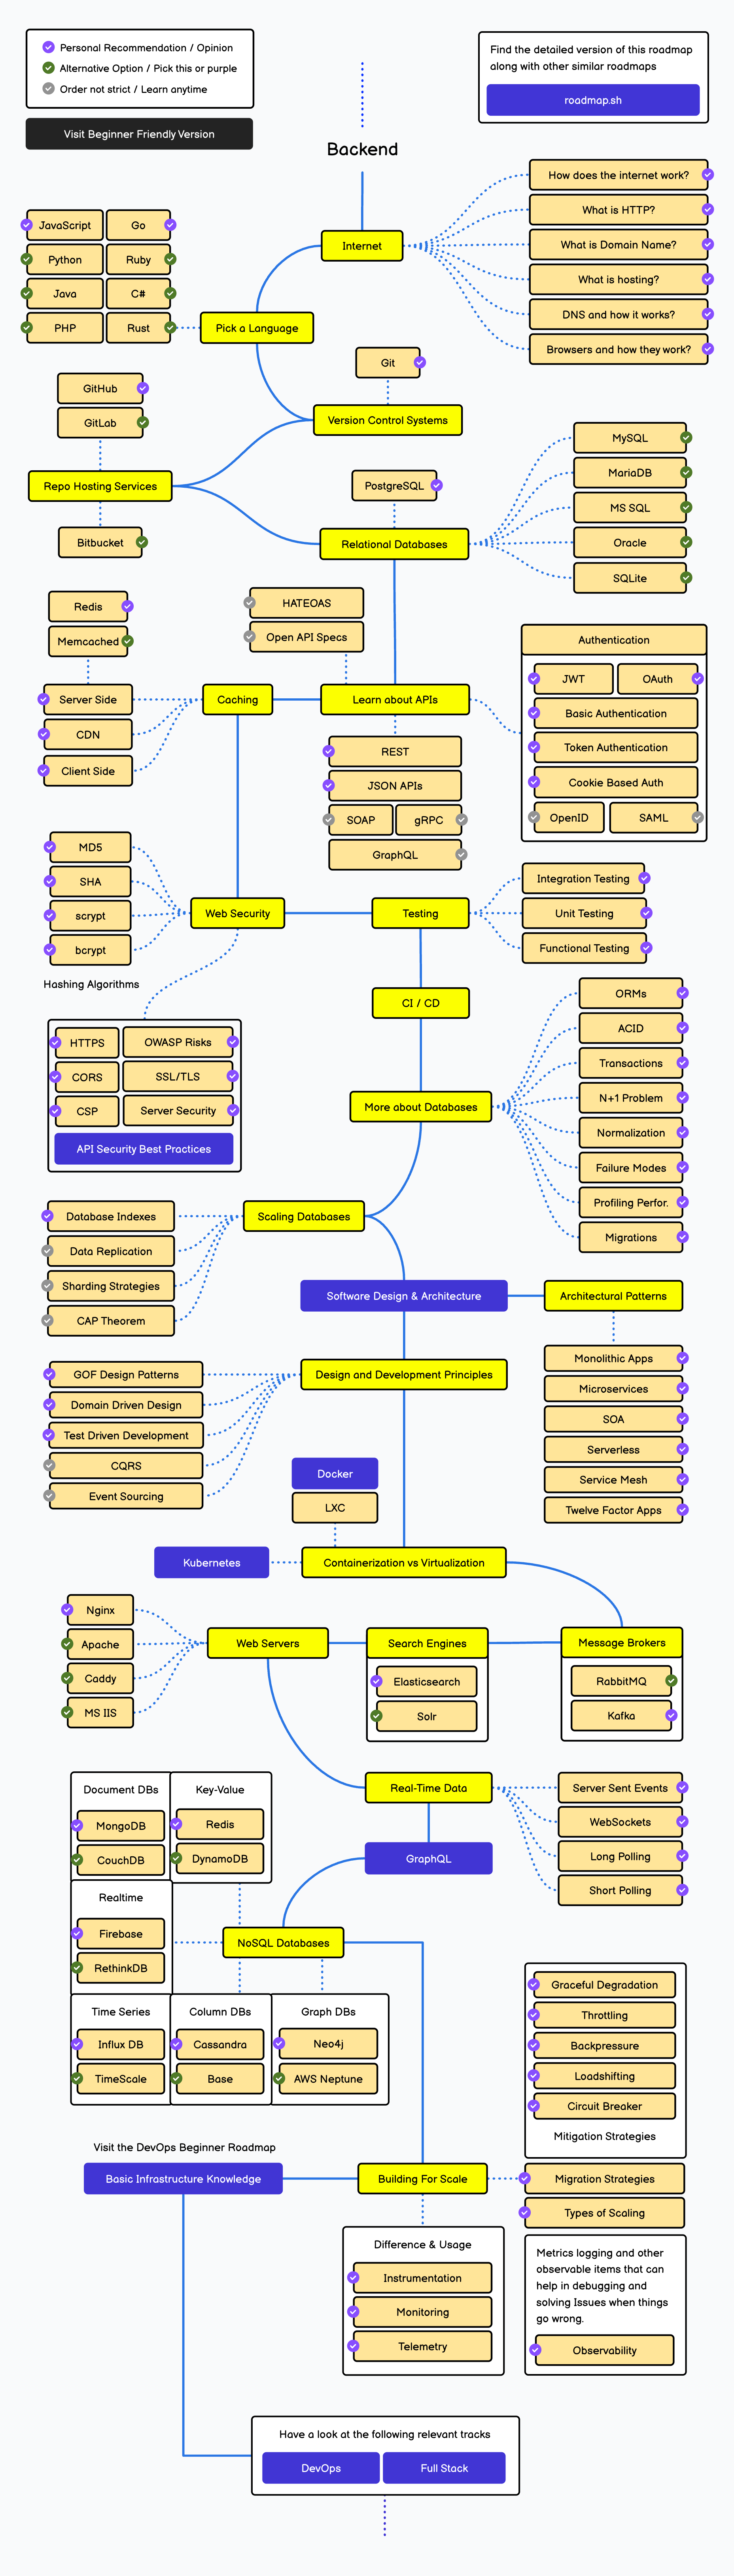 Personal Recommendation / Opinion
Alternative Option / Pick this or purple
Order not strict / Learn anytime
Visit Beginner Friendly Version
Find the detailed version of this roadmap
along with other similar roadmaps
roadmap.sh
Backend
Internet
How does the internet work?
What is HTTP?
What is Domain Name?
What is hosting?
DNS and how it works?
Browsers and how they work?
JavaScript
Go
Python
Ruby
Java
C#
PHP
Rust
Pick a Language
Git
Version Control Systems
GitHub
GitLab
Repo Hosting Services
Bitbucket
PostgreSQL
Relational Databases
MySQL
MariaDB
MS SQL
Oracle
SQLite
Redis
Memcached
Server Side
CDN
Client Side
Caching
HATEOAS
Open API Specs
Learn about APIs
REST
JSON APIs
SOAP
gRPC
GraphQL
Authentication
JWT
OAuth
Basic Authentication
Token Authentication
Cookie Based Auth
OpenID
SAML
MD5
SHA
scrypt
bcrypt
Hashing Algorithms
Web Security
Testing
Integration Testing
Unit Testing
Functional Testing
CI / CD
HTTPS
OWASP Risks
CORS
SSL/TLS
CSP
Server Security
API Security Best Practices
More about Databases
ORMs
ACID
Transactions
N+1 Problem
Normalization
Failure Modes
Profiling Perfor.
Migrations
Scaling Databases
Database Indexes
Data Replication
Sharding Strategies
CAP Theorem
Software Design & Architecture
Architectural Patterns
Monolithic Apps
Microservices
SOA
Serverless
Service Mesh
Twelve Factor Apps
Design and Development Principles
GOF Design Patterns
Domain Driven Design
Test Driven Development
CQRS
Event Sourcing
Docker
LXC
Kubernetes
Containerization vs Virtualization
Nginx
Apache
Caddy
MS IIS
Web Servers
Search Engines
Elasticsearch
Solr
Message Brokers
RabbitMQ
Kafka
Real-Time Data
Server Sent Events
WebSockets
Long Polling
Short Polling
GraphQL
Document DBs
MongoDB
CouchDB
Key-Value
Redis
DynamoDB
Realtime
Firebase
RethinkDB
NoSQL Databases
Time Series
Influx DB
TimeScale
Column DBs
Cassandra
Base
Graph DBs
Neo4j
AWS Neptune
Graceful Degradation
Throttling
Backpressure
Loadshifting
Circuit Breaker
Mitigation Strategies
Visit the DevOps Beginner Roadmap
Basic Infrastructure Knowledge
Building For Scale
Migration Strategies
Types of Scaling
Difference & Usage
Instrumentation
Monitoring
Telemetry
Metrics logging and other
observable items that can
help in debugging and
solving Issues when things
go wrong.
Observability
Have a look at the following relevant tracks
DevOps
Full Stack